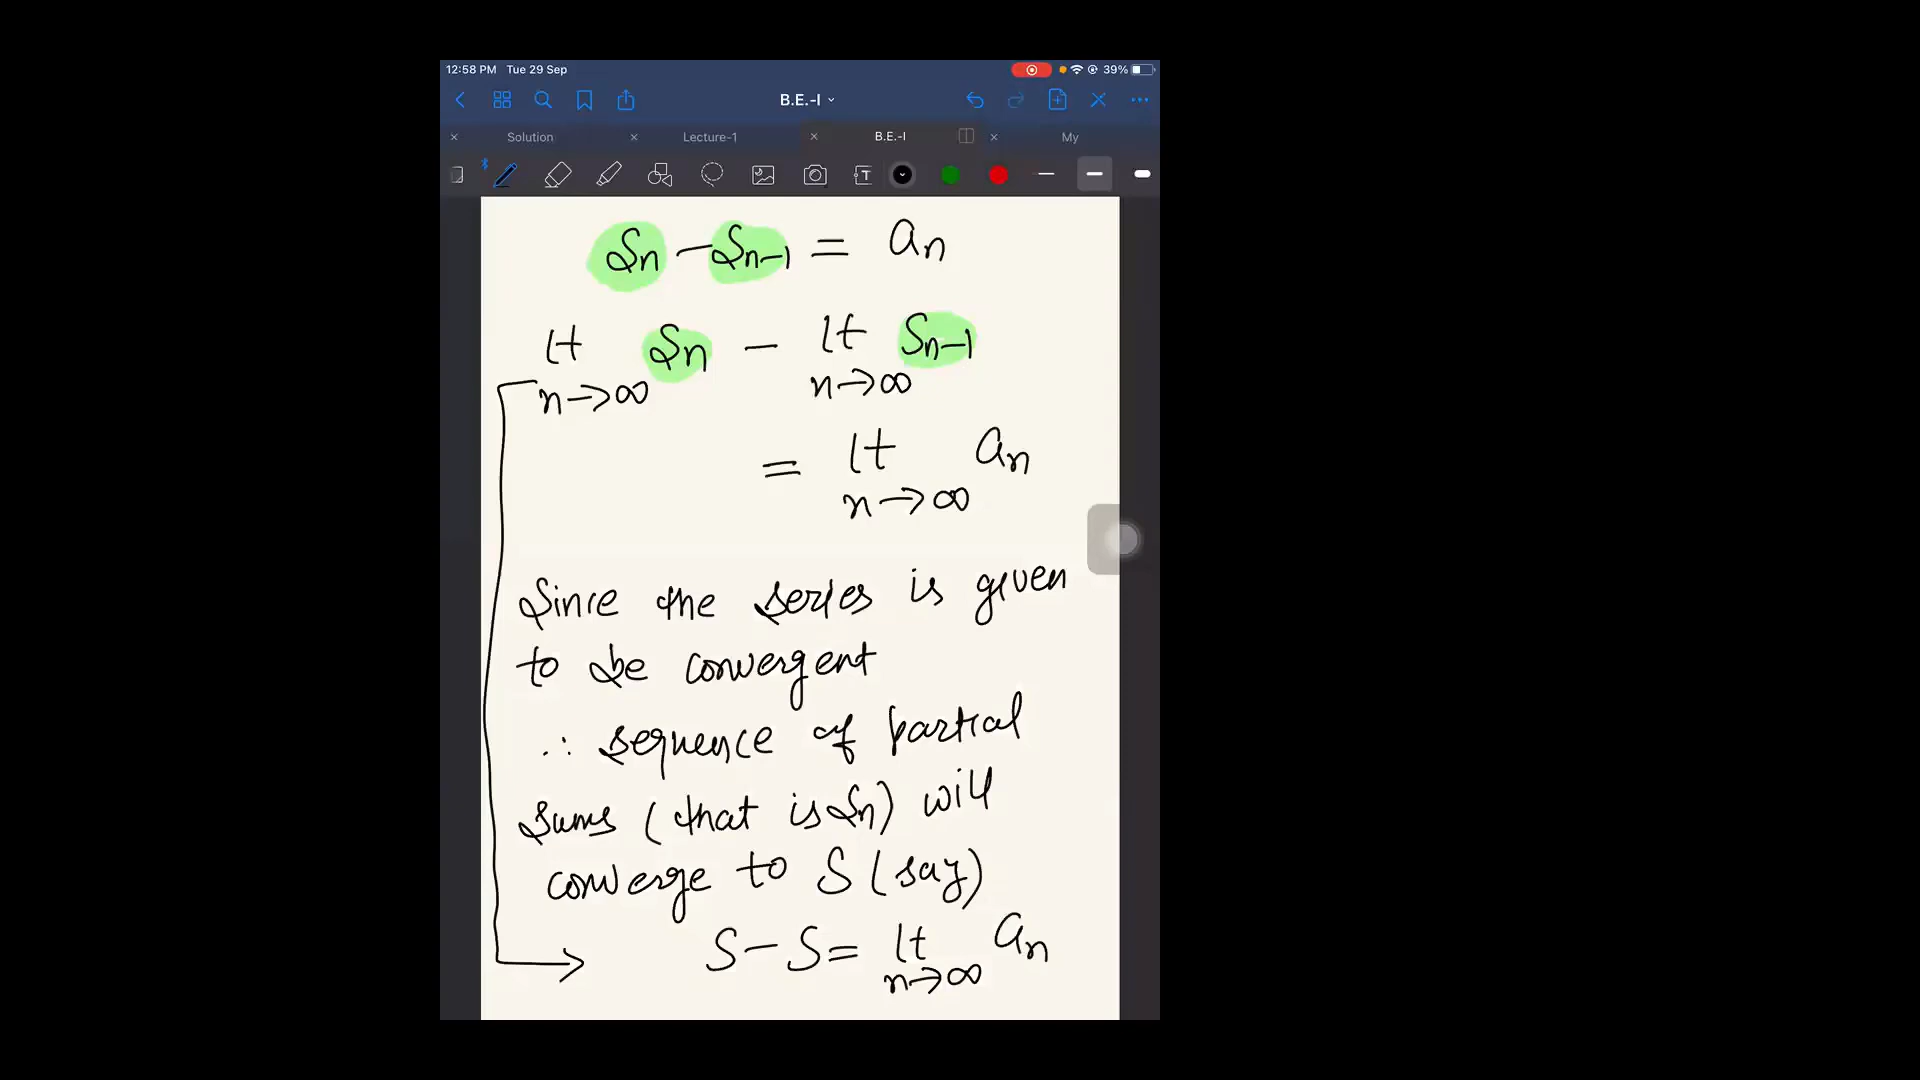 12:58 PM Tue 29 Sep 39%
B.E.-I
Solution Lecture-1 B.E.-I My
T
Sn - Sn-1 = an
lt Sn - lt Sn-1
n→∞ n→∞
= lt an
n→∞
Since the series is given
to be convergent
∴ sequence of partial
sums (that is Sn) will
converge to S (say)
S - S = lt an
n→∞